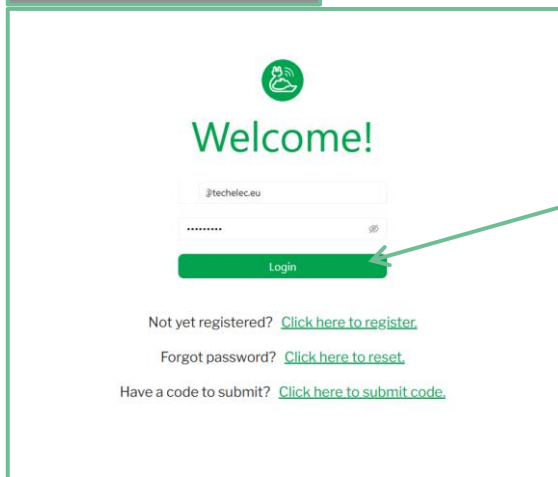 Welcome!
@techelec.eu
•••••••••
Login
Not yet registered? Click here to register.
Forgot password? Click here to reset.
Have a code to submit? Click here to submit code.